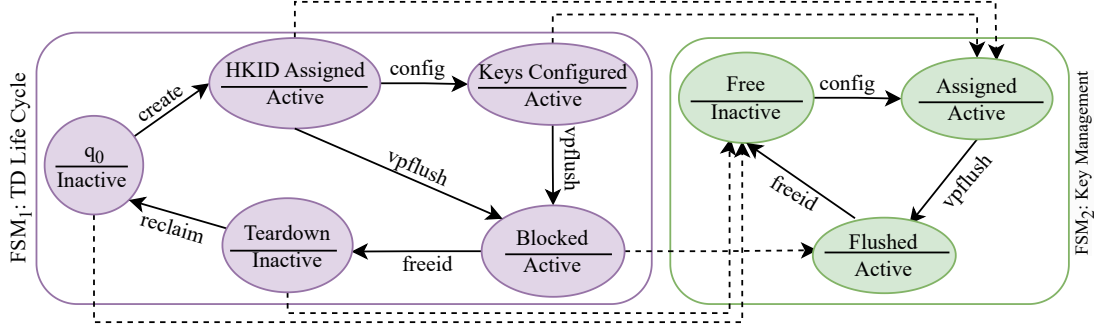 FSM1: TD Life Cycle
HKID Assigned
Active
config
Keys Configured
Active
create
q0
Inactive
vpflush
vpflush
reclaim
Teardown
Inactive
freeid
Blocked
Active
Free
Inactive
config
Assigned
Active
freeid
vpflush
Flushed
Active
FSM2: Key Management